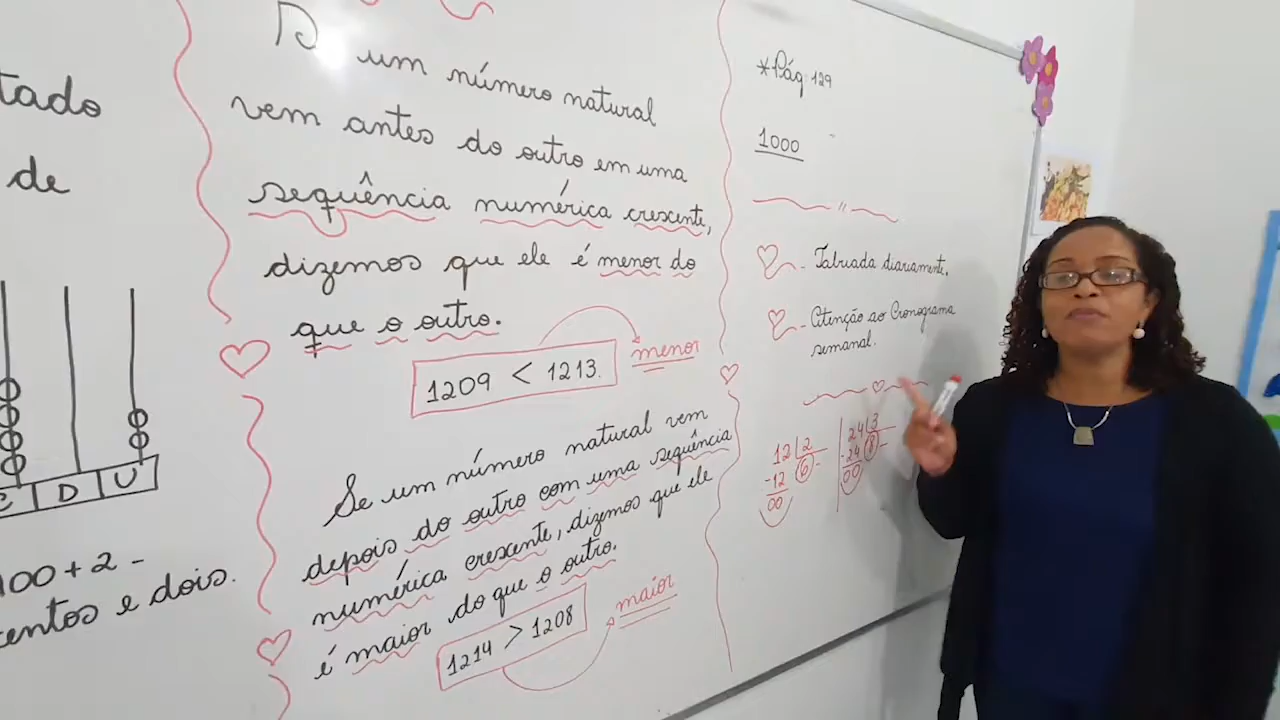 tado
de
C D U
100 + 2 -
centos e dois.
um número natural
vem antes do outro em uma
sequência numérica crescente,
dizemos que ele é menor do
que o outro.
1209 < 1213.
menor
Se um número natural vem
depois do outro com uma sequência
numérica crescente, dizemos que ele
é maior do que o outro.
1214 > 1208
maior
*Pág: 129
1000
- Tabuada diariamente.
- Atenção ao Cronograma
semanal.
12 2
-12 6 -
00
24 3
-24 8 -
00